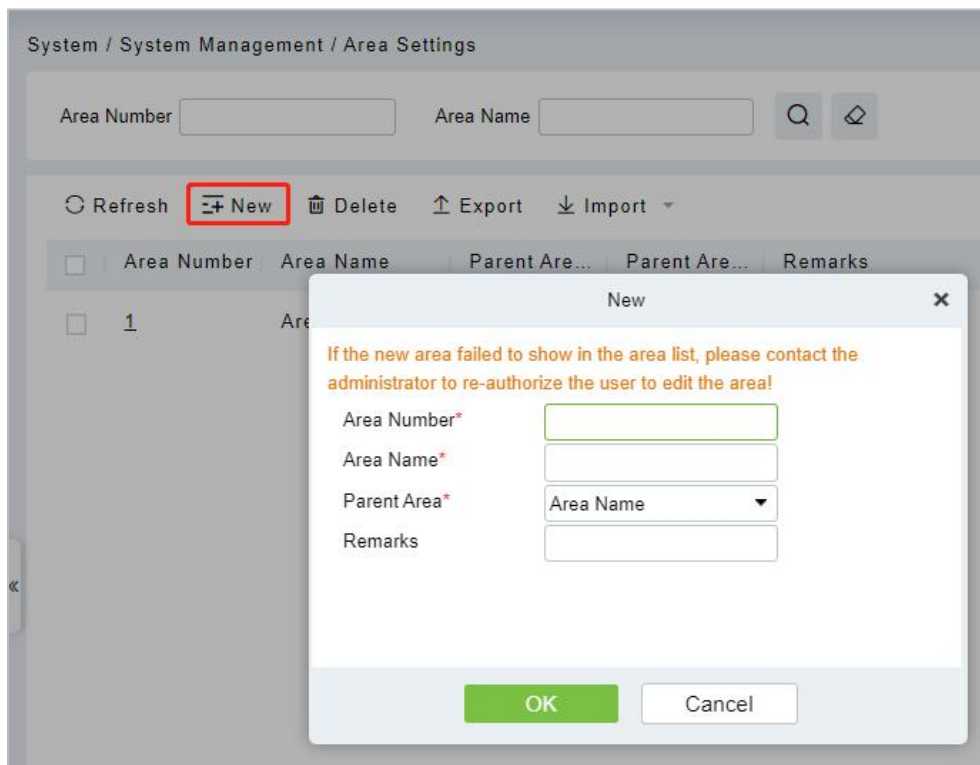 System / System Management / Area Settings
Area Number Area Name
Refresh New Delete Export Import
Area Number Area Name Parent Are... Parent Are... Remarks
1 Are
New
If the new area failed to show in the area list, please contact the
administrator to re-authorize the user to edit the area!
Area Number*
Area Name*
Parent Area* Area Name
Remarks
OK Cancel